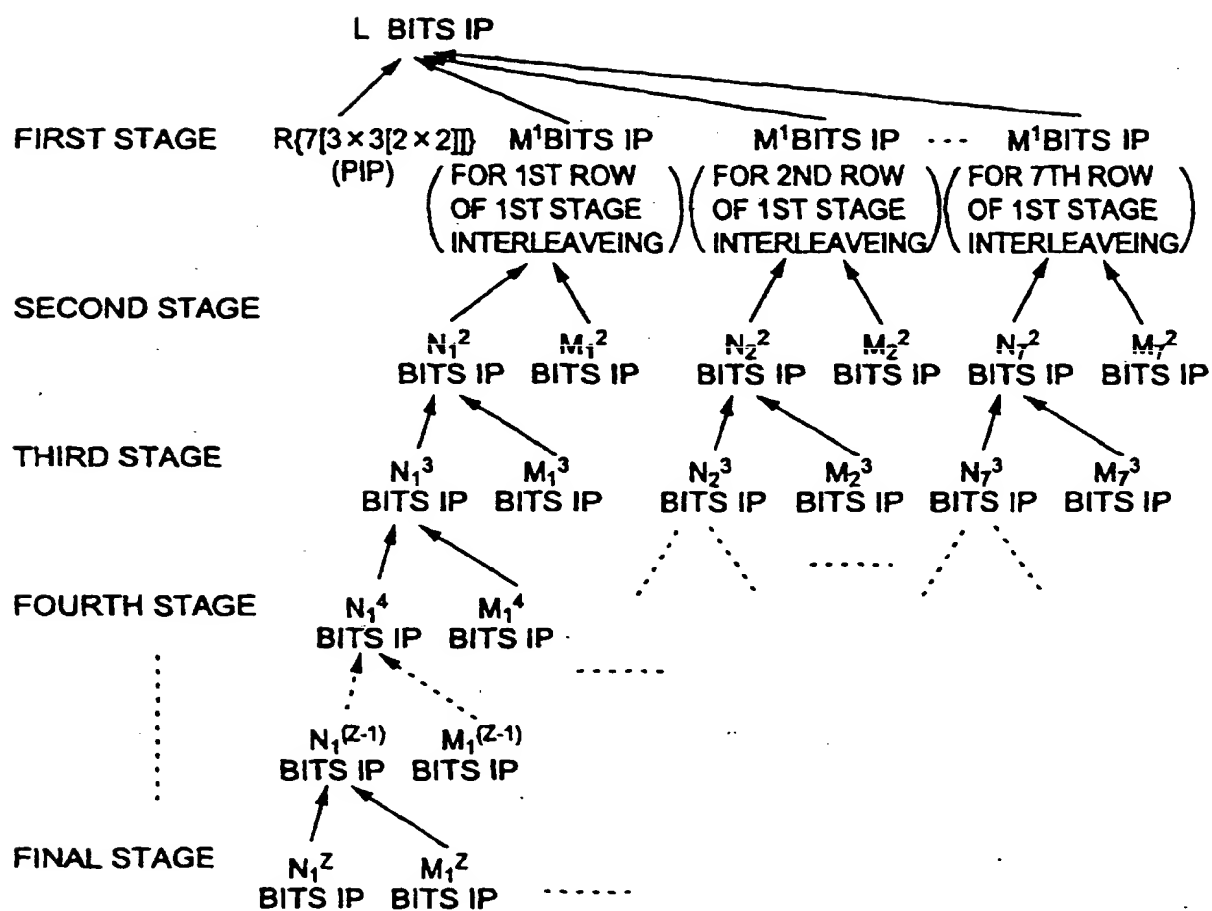 L BITS IP
FIRST STAGE R{7[3×3[2×2]]} M¹BITS IP M¹BITS IP ··· M¹BITS IP
(PIP)
(FOR 1ST ROW OF 1ST STAGE INTERLEAVEING) (FOR 2ND ROW OF 1ST STAGE INTERLEAVEING) (FOR 7TH ROW OF 1ST STAGE INTERLEAVEING)
SECOND STAGE
N₁² M₁² N₂² M₂² N₇² M₇²
BITS IP BITS IP BITS IP BITS IP BITS IP BITS IP
THIRD STAGE
N₁³ M₁³ N₂³ M₂³ N₇³ M₇³
BITS IP BITS IP BITS IP BITS IP BITS IP BITS IP
FOURTH STAGE
N₁⁴ M₁⁴
BITS IP BITS IP
N₁^(Z-1) M₁^(Z-1)
BITS IP BITS IP
FINAL STAGE
N₁^Z M₁^Z
BITS IP BITS IP